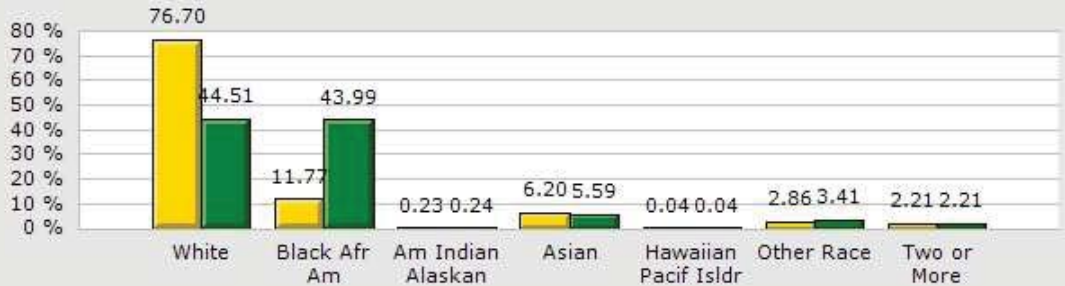 76.70
80 %
70 %
60 %
50 %
40 %
30 %
20 %
10 %
0 %
44.51
11.77
43.99
0.23 0.24
6.20 5.59
0.04 0.04
2.86 3.41
2.21 2.21
White
Black Afr
Am
Am Indian
Alaskan
Asian
Hawaiian
Pacif Isldr
Other Race
Two or
More